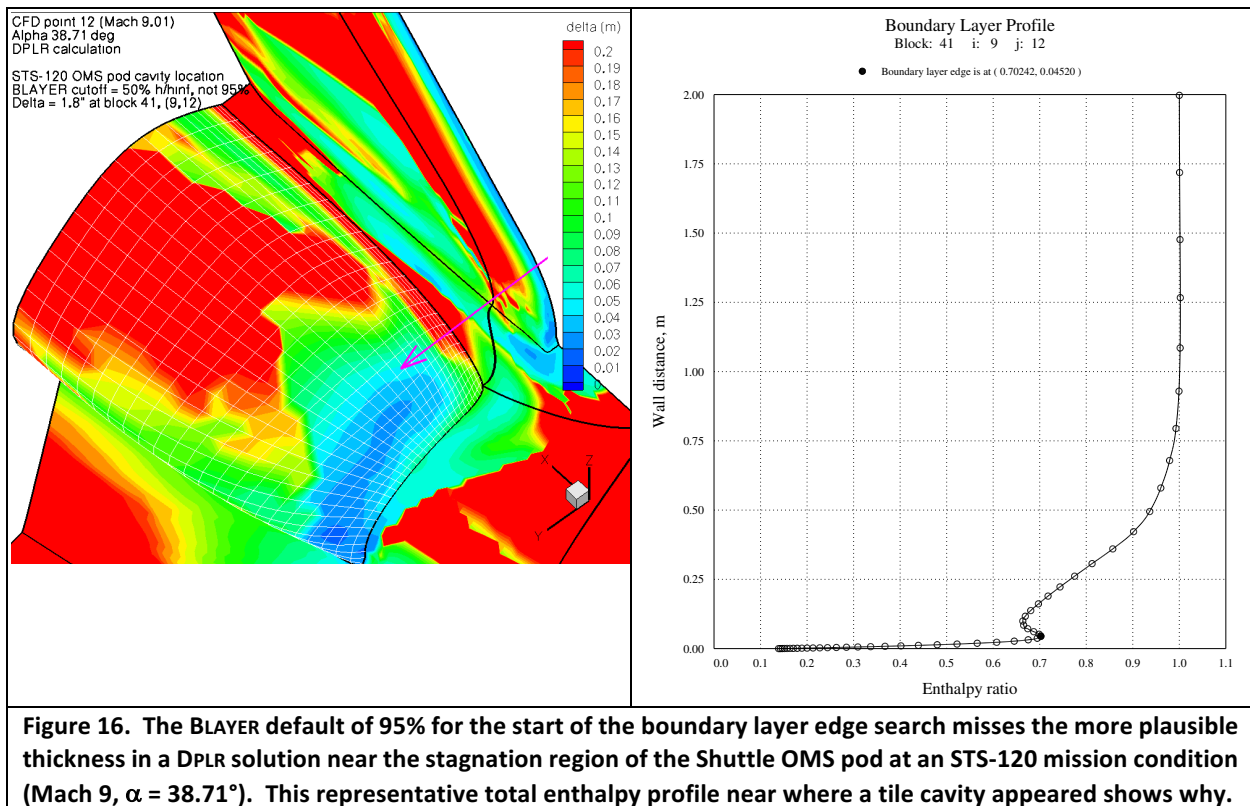 CFD point 12 (Mach 9.01)
Alpha 38.71 deg
DPLR calculation
STS-120 OMS pod cavity location
BLAYER cutoff = 50% h/hinf, not 95%
Delta = 1.8" at block 41, (9,12)
delta (m)
0.2
0.19
0.18
0.17
0.16
0.15
0.14
0.13
0.12
0.11
0.1
0.09
0.08
0.07
0.06
0.05
0.04
0.03
0.02
0.01
0
X
Z
Y
Boundary Layer Profile
Block: 41 i: 9 j: 12
Boundary layer edge is at ( 0.70242, 0.04520 )
2.00
1.75
1.50
1.25
1.00
0.75
0.50
0.25
0.00
Wall distance, m
0.0 0.1 0.2 0.3 0.4 0.5 0.6 0.7 0.8 0.9 1.0 1.1
Enthalpy ratio
Figure 16. The BLAYER default of 95% for the start of the boundary layer edge search misses the more plausible
thickness in a DPLR solution near the stagnation region of the Shuttle OMS pod at an STS-120 mission condition
(Mach 9, α = 38.71°). This representative total enthalpy profile near where a tile cavity appeared shows why.